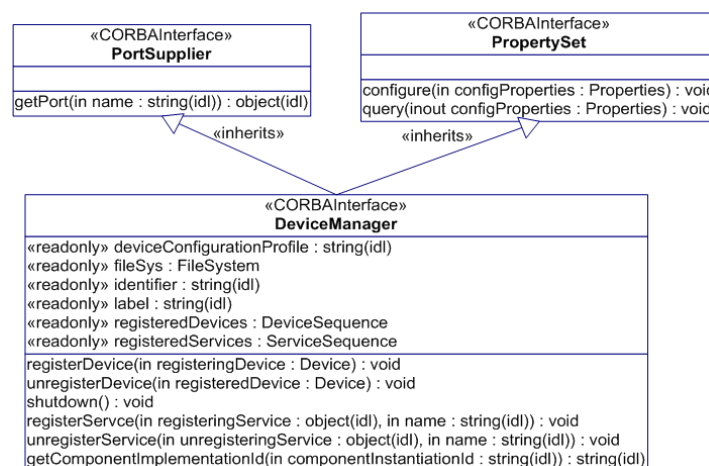 «CORBAInterface»
PortSupplier
getPort(in name : string(idl)) : object(idl)
«CORBAInterface»
PropertySet
configure(in configProperties : Properties) : void
query(inout configProperties : Properties) : void
«inherits»
«inherits»
«CORBAInterface»
DeviceManager
«readonly» deviceConfigurationProfile : string(idl)
«readonly» fileSys : FileSystem
«readonly» identifier : string(idl)
«readonly» label : string(idl)
«readonly» registeredDevices : DeviceSequence
«readonly» registeredServices : ServiceSequence
registerDevice(in registeringDevice : Device) : void
unregisterDevice(in registeredDevice : Device) : void
shutdown() : void
registerServce(in registeringService : object(idl), in name : string(idl)) : void
unregisterService(in unregisteringService : object(idl), in name : string(idl)) : void
getComponentImplementationId(in componentInstantiationId : string(idl)) : string(idl)